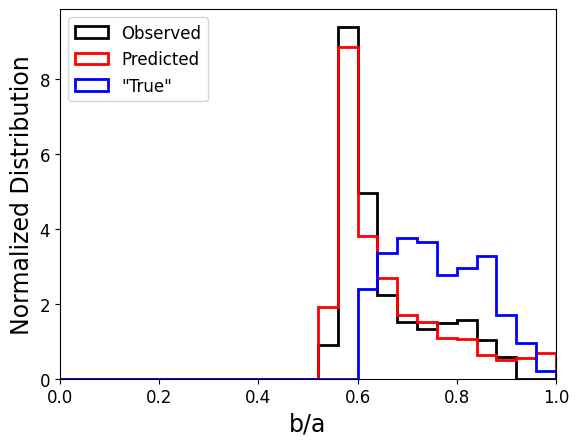 Observed
Predicted
"True"
Normalized Distribution
8
6
4
2
0
0.0 0.2 0.4 0.6 0.8 1.0
b/a